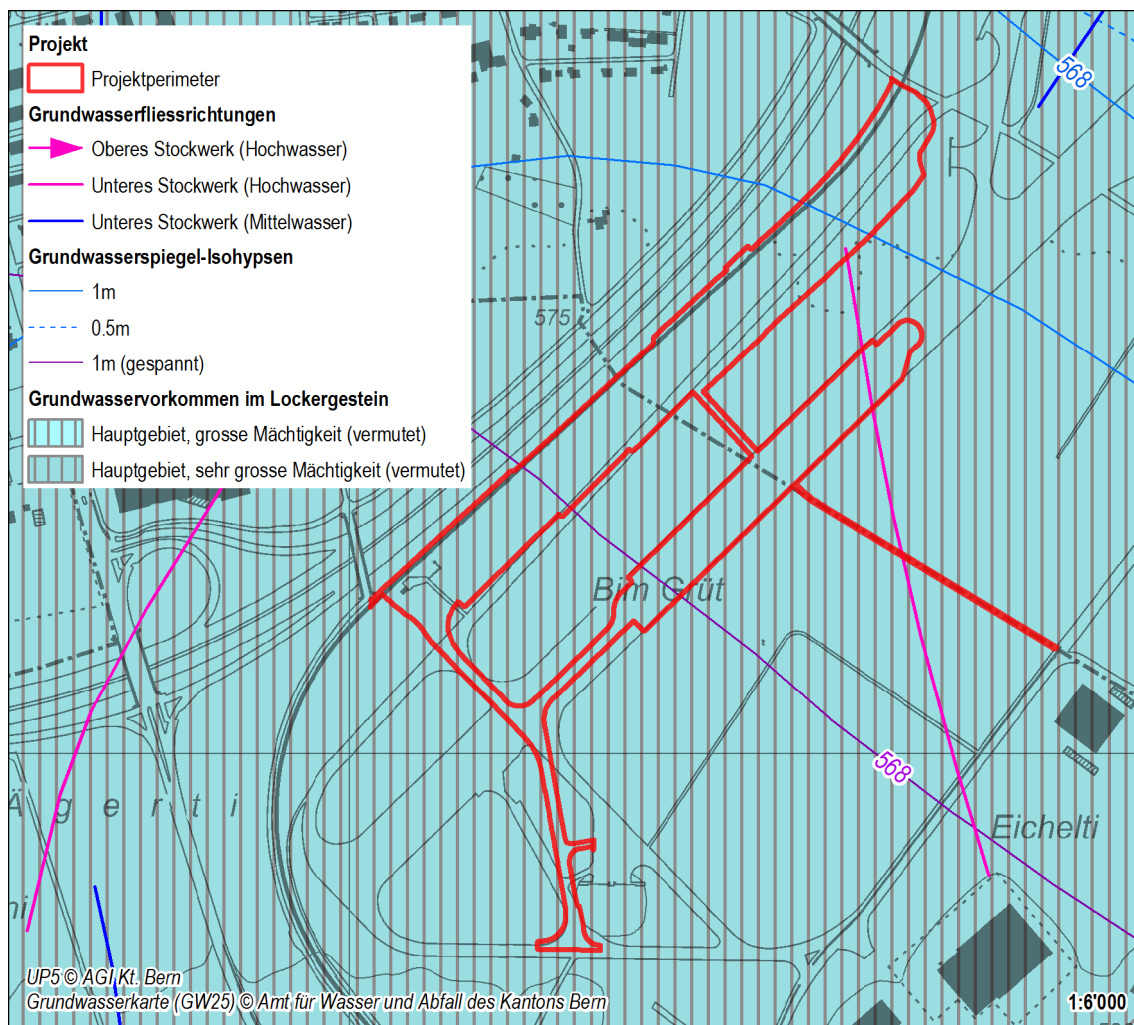 Projekt
Projektperimeter
Grundwasserfliessrichtungen
Oberes Stockwerk (Hochwasser)
Unteres Stockwerk (Hochwasser)
Unteres Stockwerk (Mittelwasser)
Grundwasserspiegel-Isohypsen
1m
0.5m
1m (gespannt)
Grundwasservorkommen im Lockergestein
Hauptgebiet, grosse Mächtigkeit (vermutet)
Hauptgebiet, sehr grosse Mächtigkeit (vermutet)
568
575
Bim Grüt
568
Ägerti
Eichelti
UP5 © AGI Kt. Bern
Grundwasserkarte (GW25) © Amt für Wasser und Abfall des Kantons Bern
1:6'000